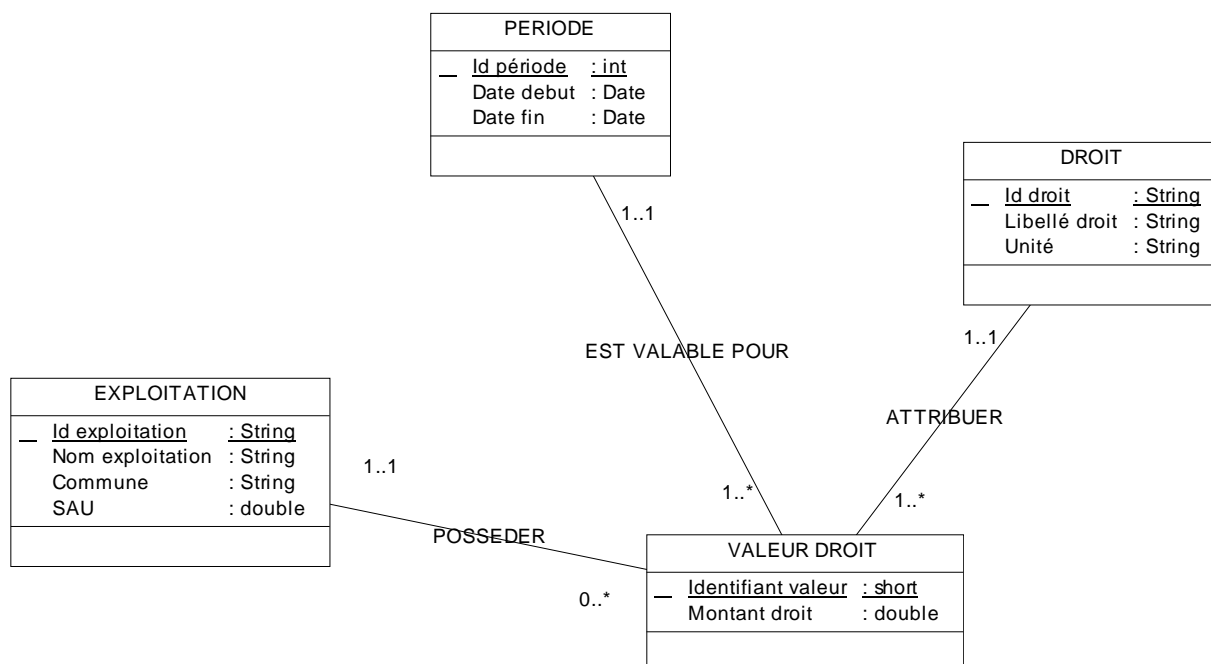 PERIODE
Id période : int
Date debut : Date
Date fin : Date
DROIT
Id droit : String
Libellé droit : String
Unité : String
1..1
1..1
EST VALABLE POUR
ATTRIBUER
EXPLOITATION
Id exploitation : String
Nom exploitation : String
Commune : String
SAU : double
1..1
POSSEDER
0..*
1..*
1..*
VALEUR DROIT
Identifiant valeur : short
Montant droit : double